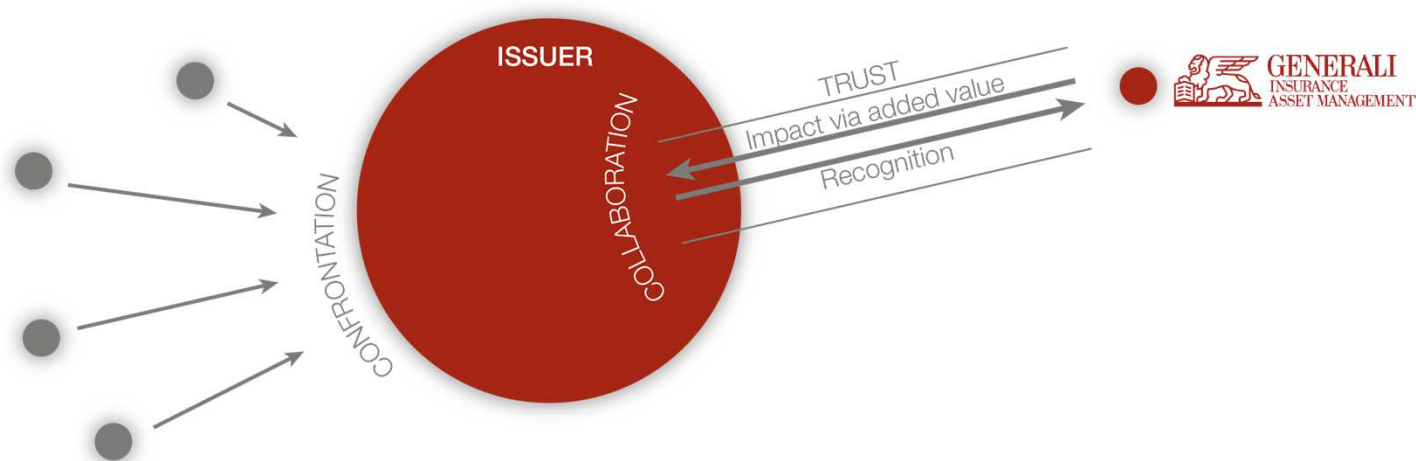 ISSUER
CONFRONTATION
COLLABORATION
TRUST
Impact via added value
Recognition
GENERALI
INSURANCE
ASSET MANAGEMENT